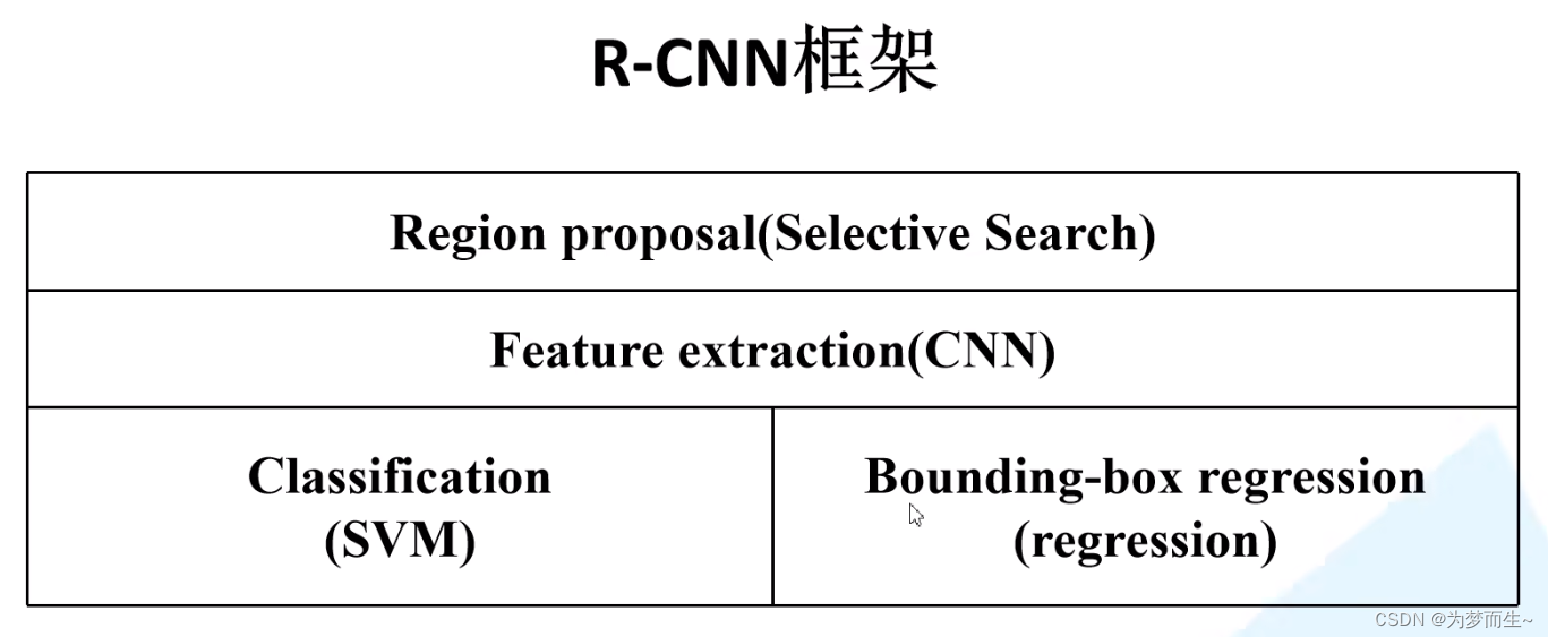 R-CNN框架
Region proposal(Selective Search)
Feature extraction(CNN)
Classification
(SVM)
Bounding-box regression
(regression)
CSDN @为梦而生~